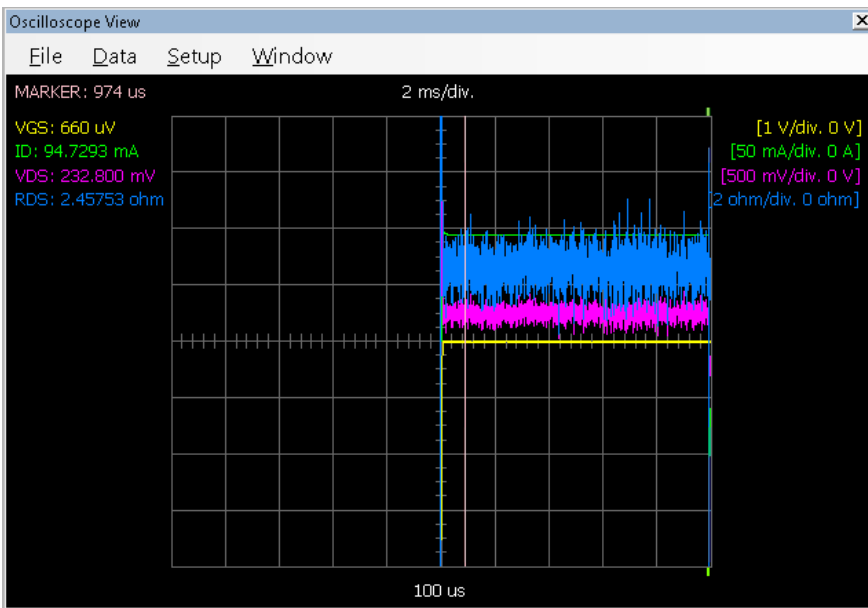 Oscilloscope View
File Data Setup Window
MARKER: 974 us
2 ms/div.
VGS: 660 uV
[1 V/div. 0 V]
ID: 94.7293 mA
[50 mA/div. 0 A]
VDS: 232.800 mV
[500 mV/div. 0 V]
RDS: 2.45753 ohm
2 ohm/div. 0 ohm]
100 us